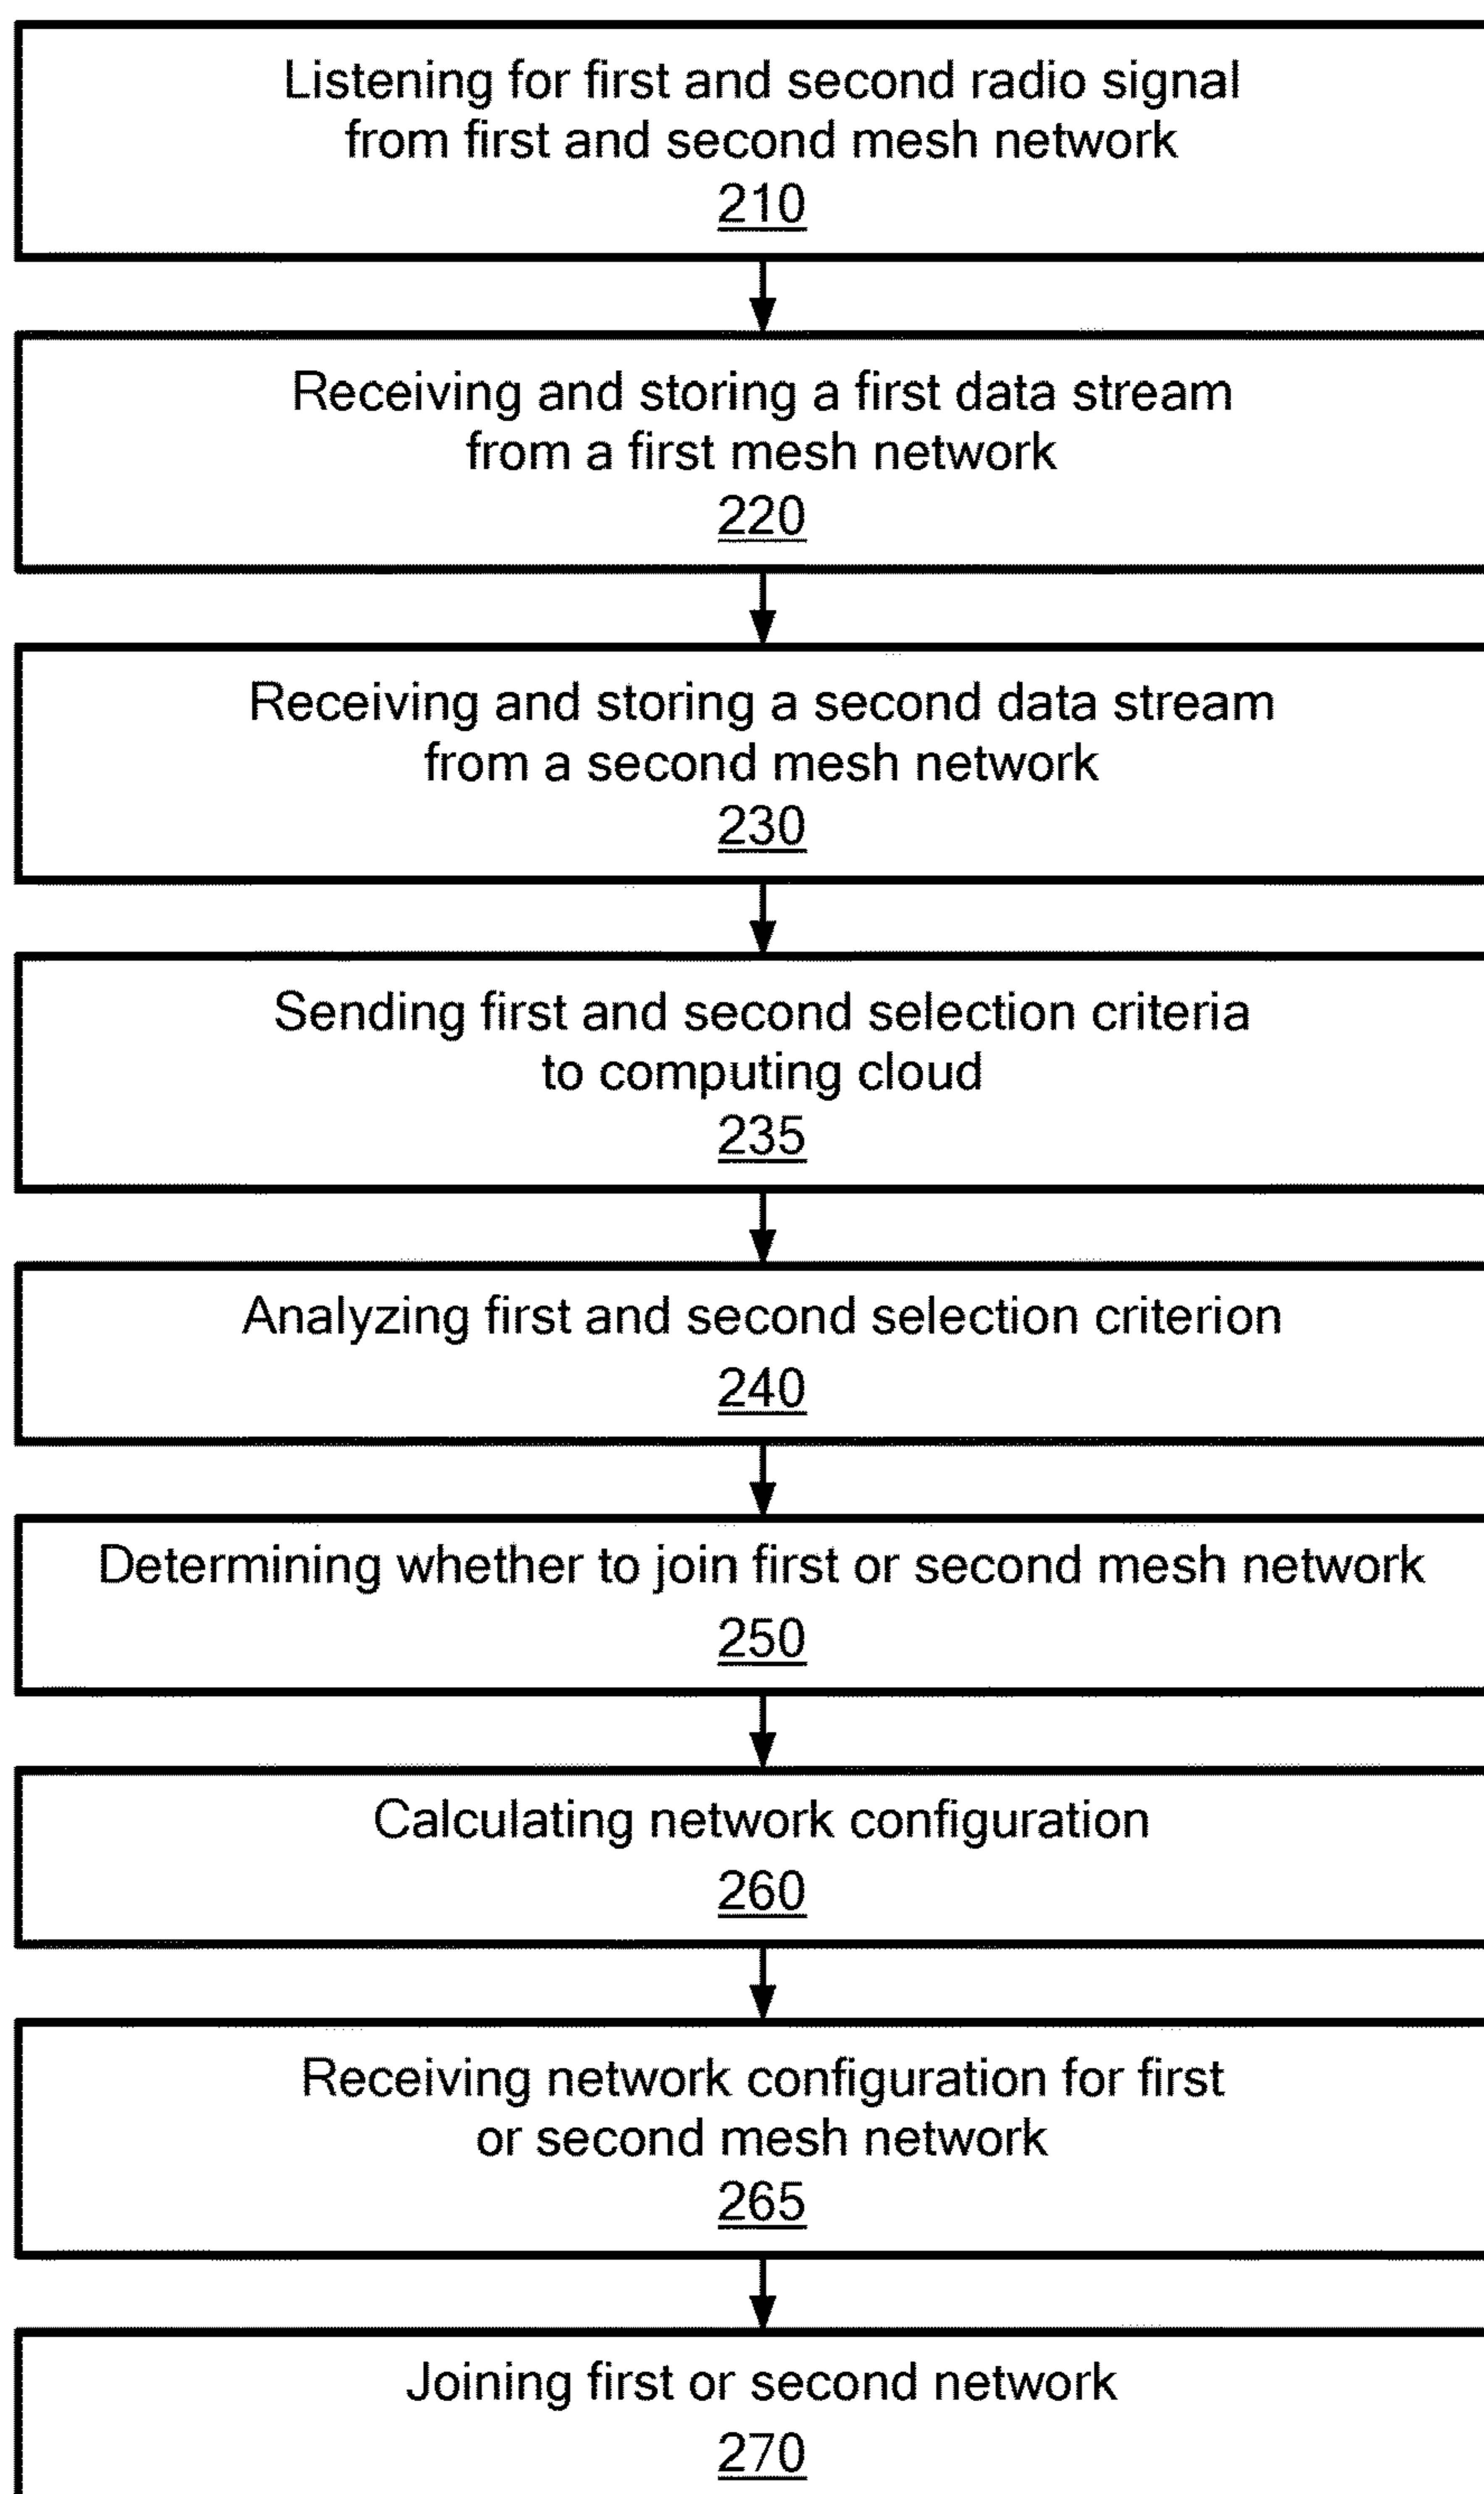 Listening for first and second radio signal
from first and second mesh network
210
Receiving and storing a first data stream
from a first mesh network
220
Receiving and storing a second data stream
from a second mesh network
230
Sending first and second selection criteria
to computing cloud
235
Analyzing first and second selection criterion
240
Determining whether to join first or second mesh network
250
Calculating network configuration
260
Receiving network configuration for first
or second mesh network
265
Joining first or second network
270